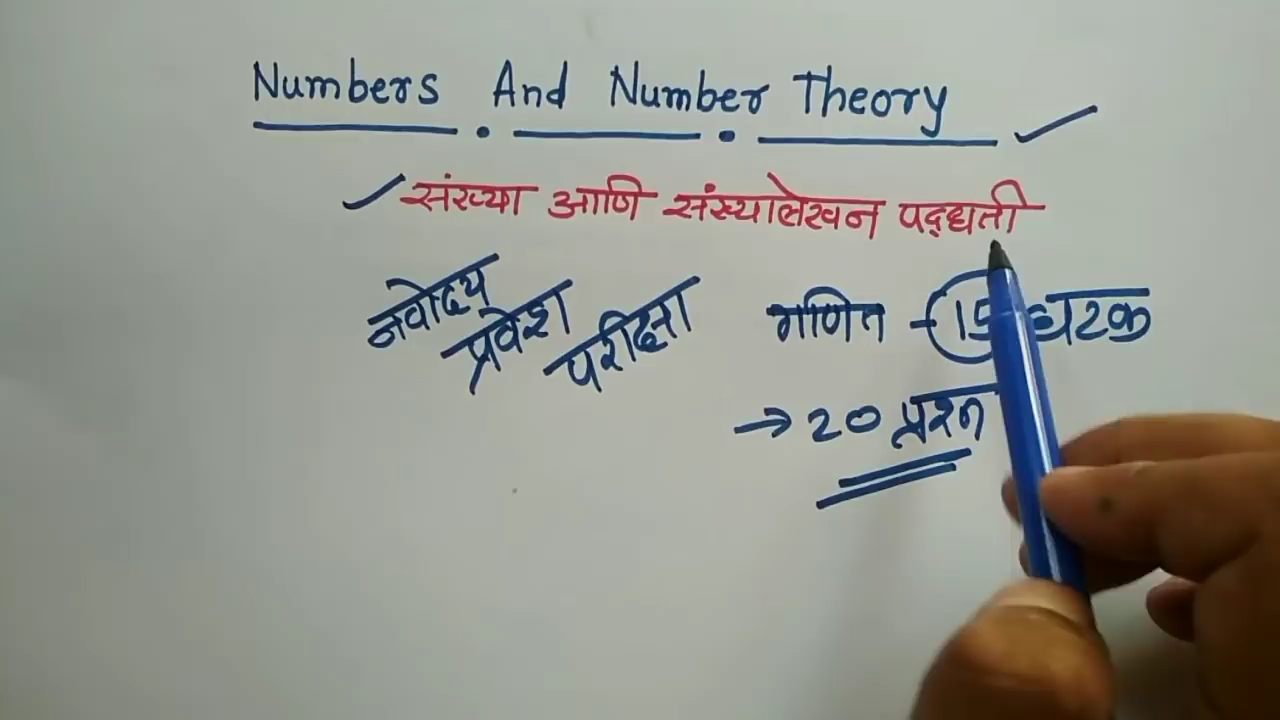 Numbers And Number Theory
संख्या आणि संख्यालेखन पद्धती
नवोदय प्रवेश परीक्षा
गणित - 15 घटक
→ 20 प्रश्न